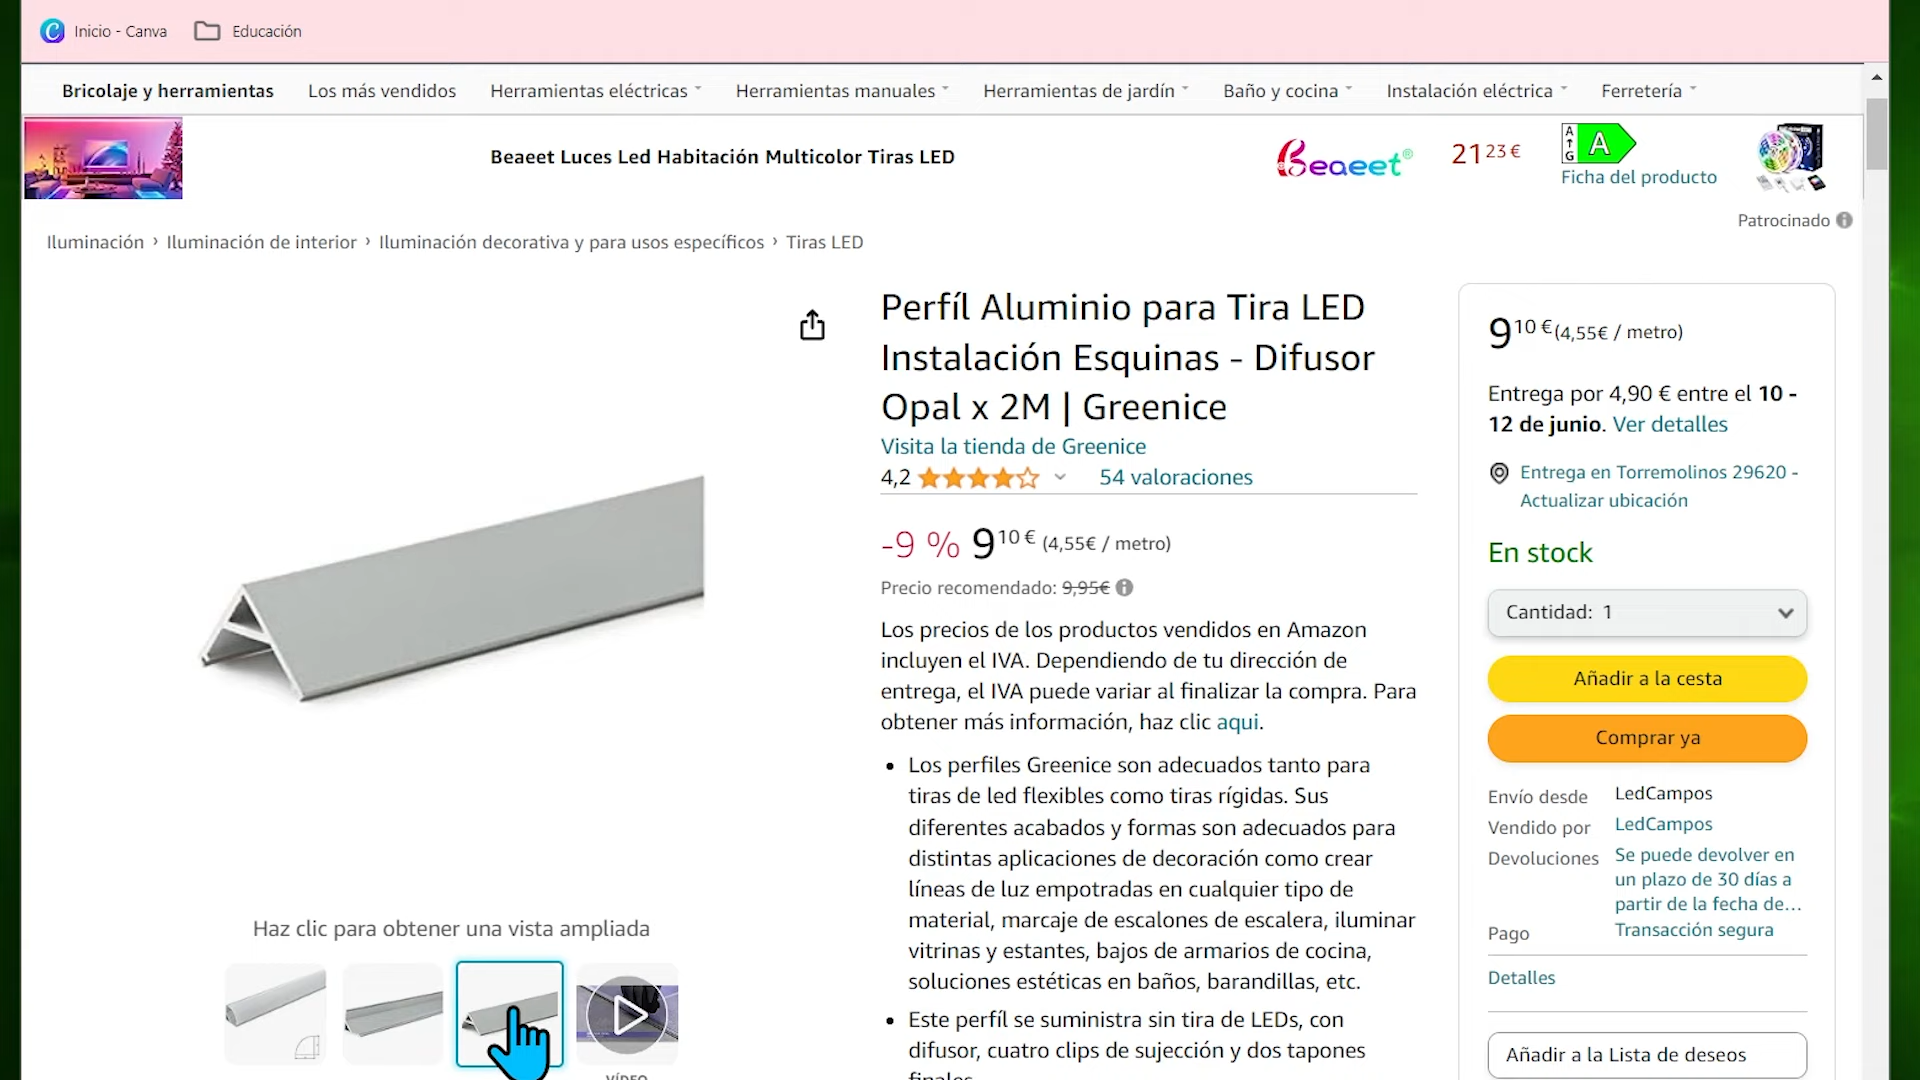 Inicio - Canva
Educación
Bricolaje y herramientas
Los más vendidos
Herramientas eléctricas
Herramientas manuales
Herramientas de jardín
Baño y cocina
Instalación eléctrica
Ferretería
Beaeet Luces Led Habitación Multicolor Tiras LED
Beaeet®
21 23 €
A
↑
G
A
Ficha del producto
Patrocinado
Iluminación › Iluminación de interior › Iluminación decorativa y para usos específicos › Tiras LED
Perfíl Aluminio para Tira LED
Instalación Esquinas - Difusor
Opal x 2M | Greenice
Visita la tienda de Greenice
4,2
54 valoraciones
-9 % 9 10 € (4,55€ / metro)
Precio recomendado: 9,95€
Los precios de los productos vendidos en Amazon
incluyen el IVA. Dependiendo de tu dirección de
entrega, el IVA puede variar al finalizar la compra. Para
obtener más información, haz clic aqui.
• Los perfiles Greenice son adecuados tanto para
tiras de led flexibles como tiras rígidas. Sus
diferentes acabados y formas son adecuados para
distintas aplicaciones de decoración como crear
líneas de luz empotradas en cualquier tipo de
material, marcaje de escalones de escalera, iluminar
vitrinas y estantes, bajos de armarios de cocina,
soluciones estéticas en baños, barandillas, etc.
• Este perfíl se suministra sin tira de LEDs, con
difusor, cuatro clips de sujección y dos tapones
finales
Haz clic para obtener una vista ampliada
VÍDEO
9 10 € (4,55€ / metro)
Entrega por 4,90 € entre el 10 -
12 de junio. Ver detalles
Entrega en Torremolinos 29620 -
Actualizar ubicación
En stock
Cantidad: 1
Añadir a la cesta
Comprar ya
Envío desde LedCampos
Vendido por LedCampos
Devoluciones Se puede devolver en
un plazo de 30 días a
partir de la fecha de…
Pago Transacción segura
Detalles
Añadir a la Lista de deseos